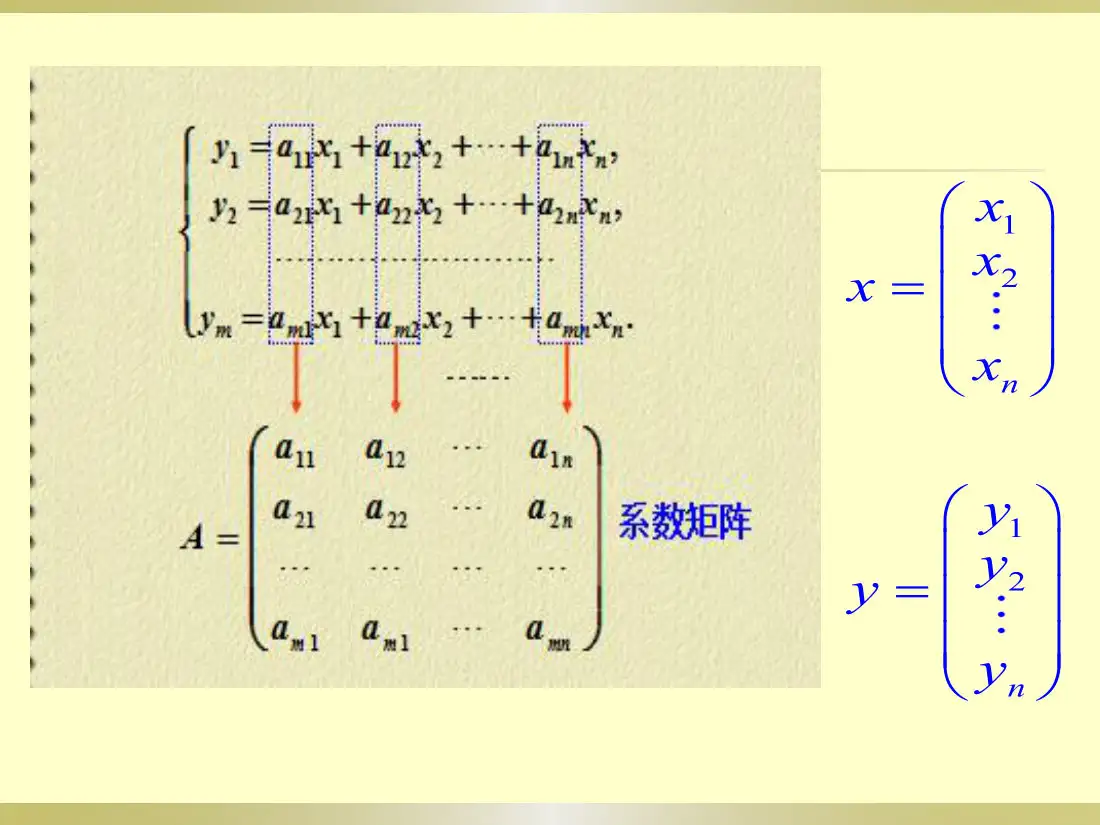 y₁ = a₁₁x₁ + a₁₂x₂ + ⋯ + a₁ₙxₙ,
y₂ = a₂₁x₁ + a₂₂x₂ + ⋯ + a₂ₙxₙ,
yₘ = aₘ₁x₁ + aₘ₂x₂ + ⋯ + aₘₙxₙ.
A = ( a₁₁ a₁₂ ⋯ a₁ₙ
a₂₁ a₂₂ ⋯ a₂ₙ
⋯ ⋯ ⋯ ⋯
aₘ₁ aₘ₁ ⋯ aₘₙ )
系数矩阵
x = ( x₁
x₂
⋮
xₙ )
y = ( y₁
y₂
⋮
yₙ )